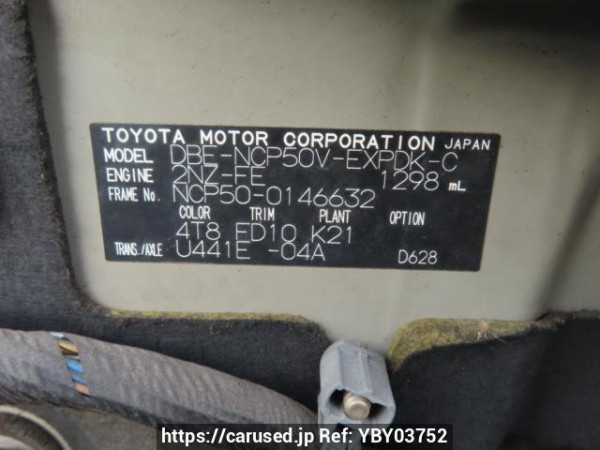 TOYOTA MOTOR CORPORATION JAPAN
MODEL DBE-NCP50V-EXPDK-C
ENGINE 2NZ-FE 1298 mL
FRAME No. NCP50-0146632
COLOR TRIM PLANT OPTION
4T8 FD10 K21
TRANS./AXLE U441E -04A D628
https://carused.jp Ref: YBY03752